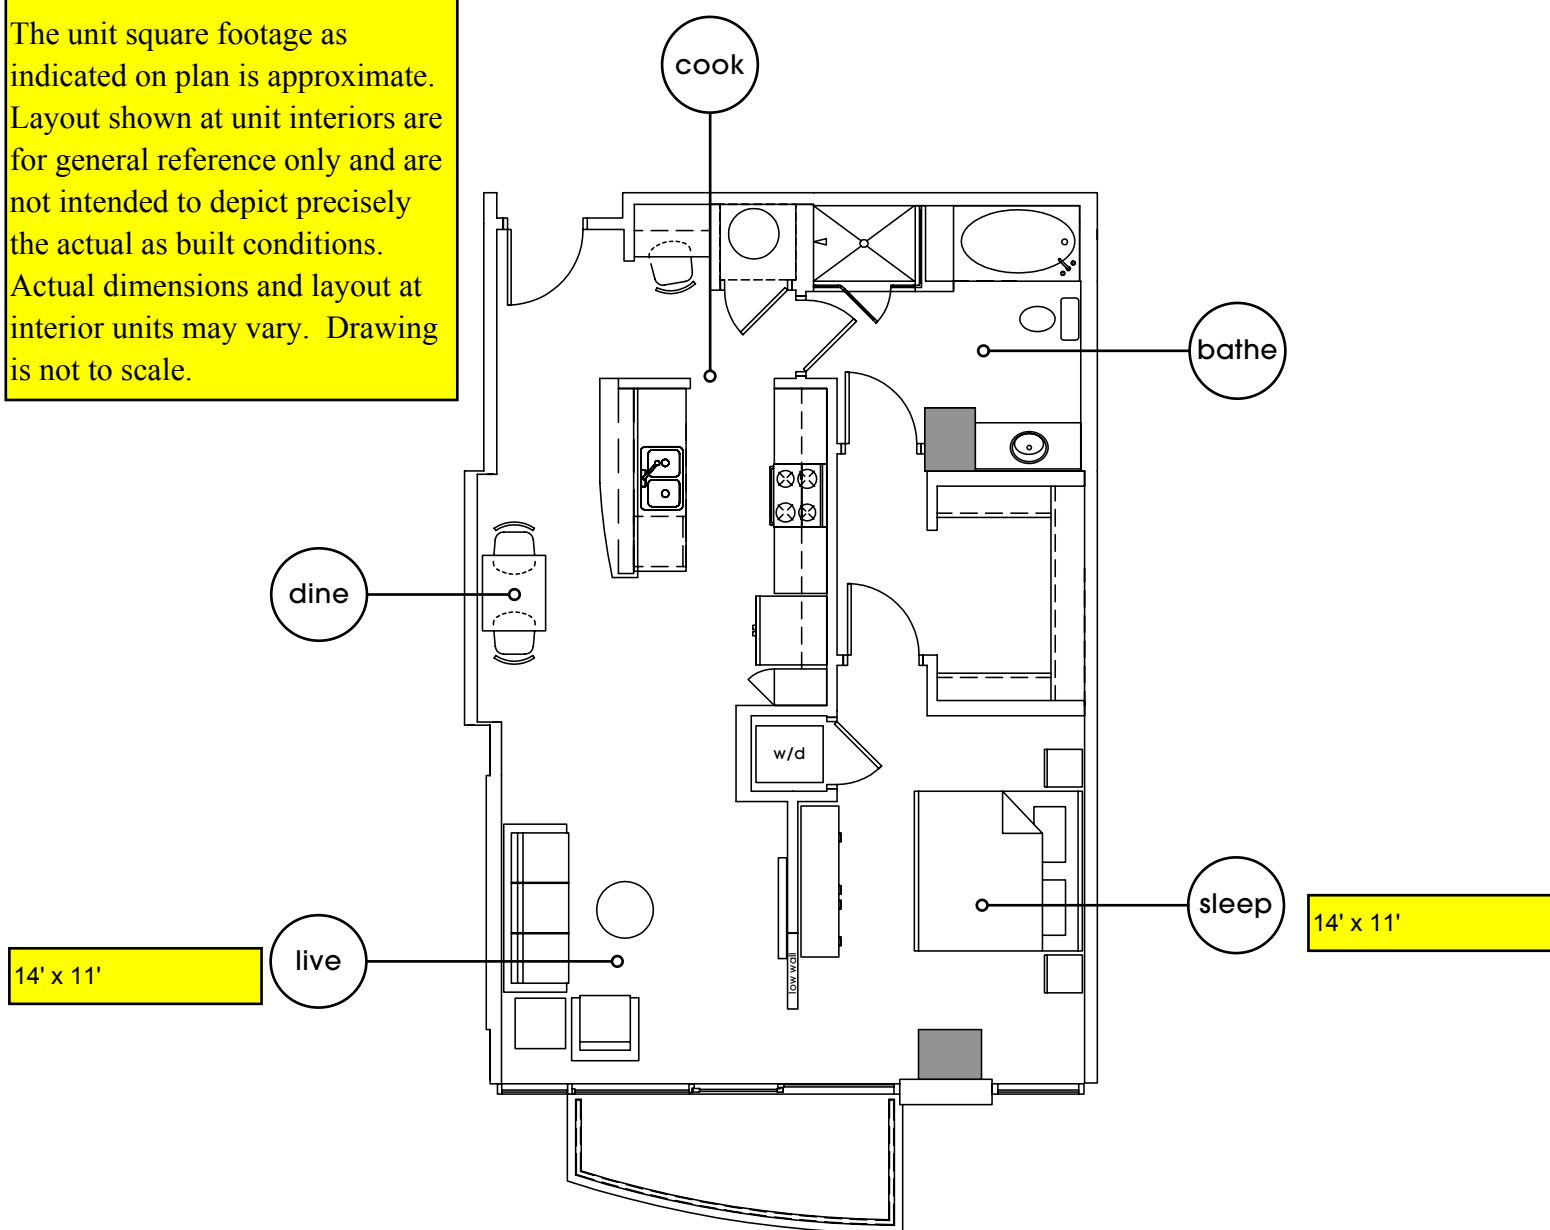 The unit square footage as
indicated on plan is approximate.
Layout shown at unit interiors are
for general reference only and are
not intended to depict precisely
the actual as built conditions.
Actual dimensions and layout at
interior units may vary.  Drawing
is not to scale.
cook
bathe
dine
w/d
sleep
14' x 11'
live
14' x 11'
low wall